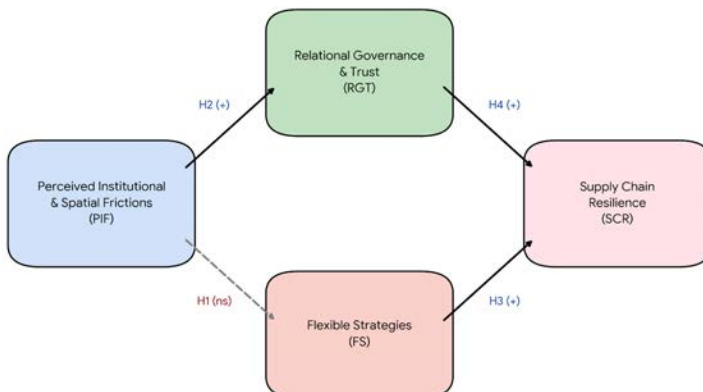 Relational Governance
& Trust
(RGT)
H2 (+)
H4 (+)
Perceived Institutional
& Spatial Frictions
(PIF)
Supply Chain
Resilience
(SCR)
H1 (ns)
H3 (+)
Flexible Strategies
(FS)